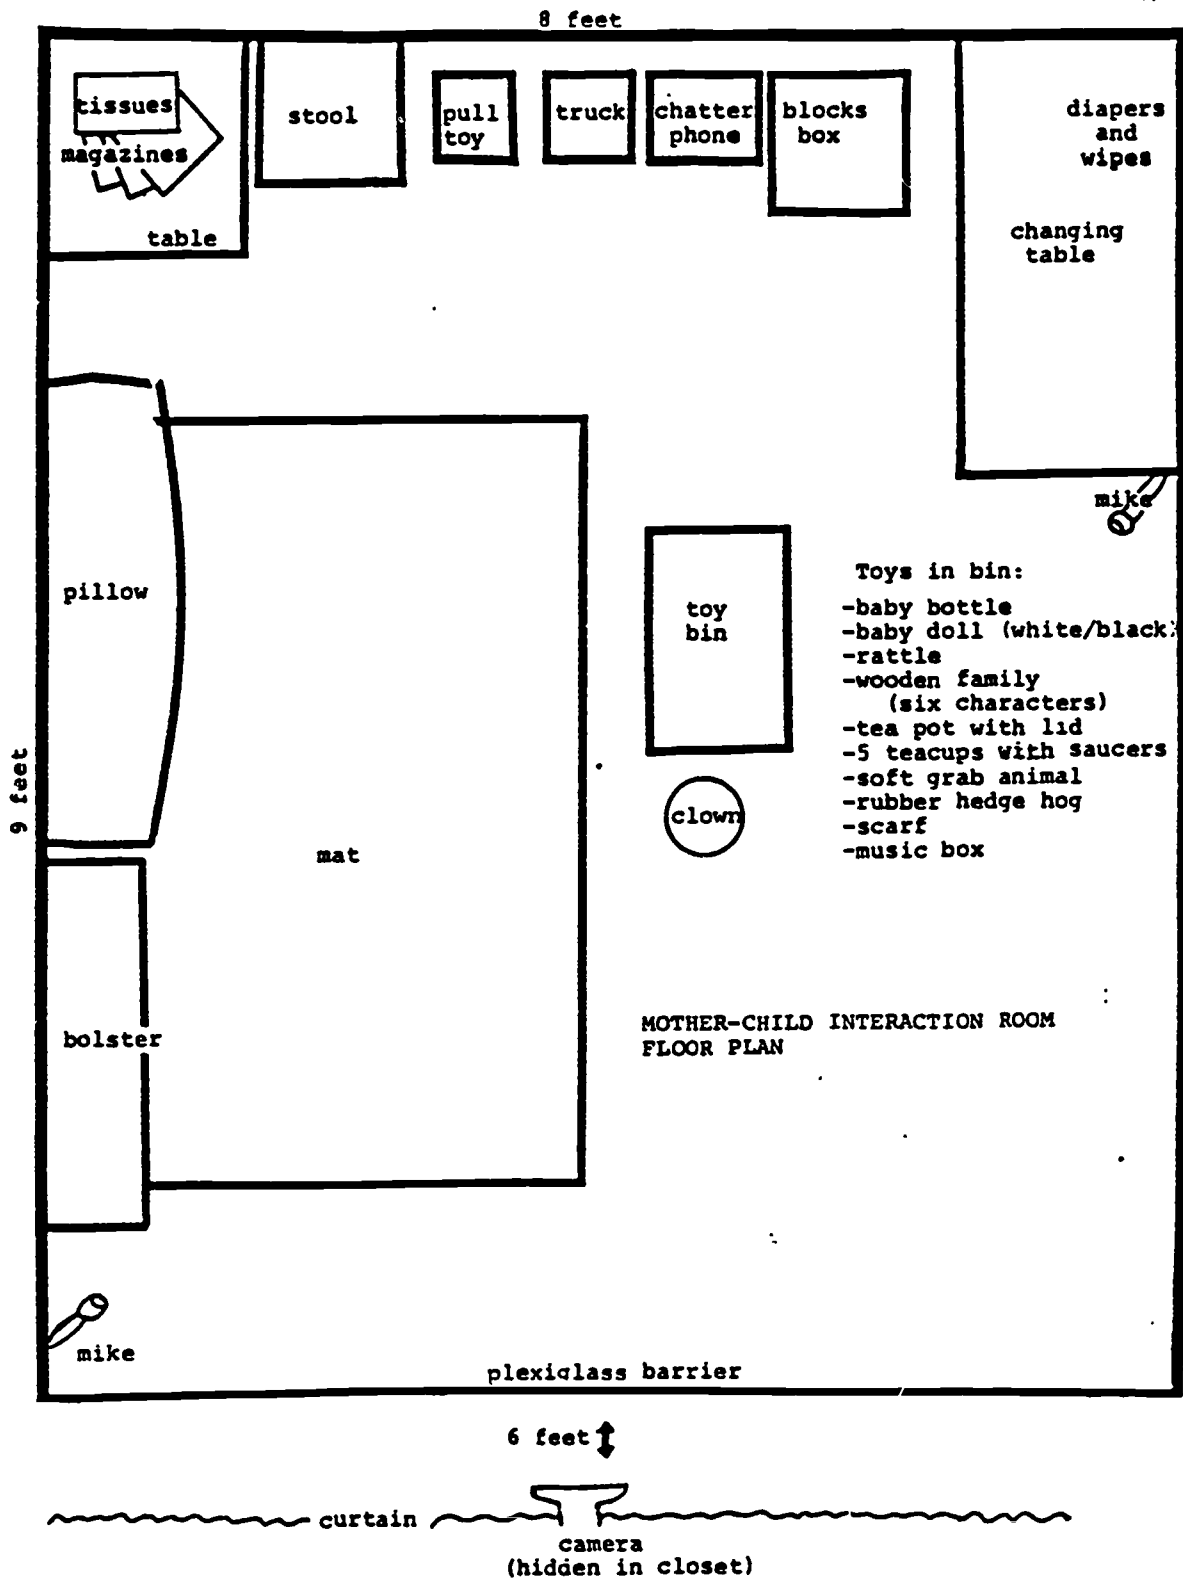 8 feet
tissues
magazines
table
stool
pull
toy
truck
chatter
phone
blocks
box
diapers
and
wipes
changing
table
mike
pillow
toy
bin
Toys in bin:
-baby bottle
-baby doll (white/black)
-rattle
-wooden family
(six characters)
-tea pot with lid
-5 teacups with saucers
-soft grab animal
-rubber hedge hog
-scarf
-music box
clown
9 feet
mat
bolster
MOTHER-CHILD INTERACTION ROOM
FLOOR PLAN
mike
plexiglass barrier
6 feet
curtain
camera
(hidden in closet)